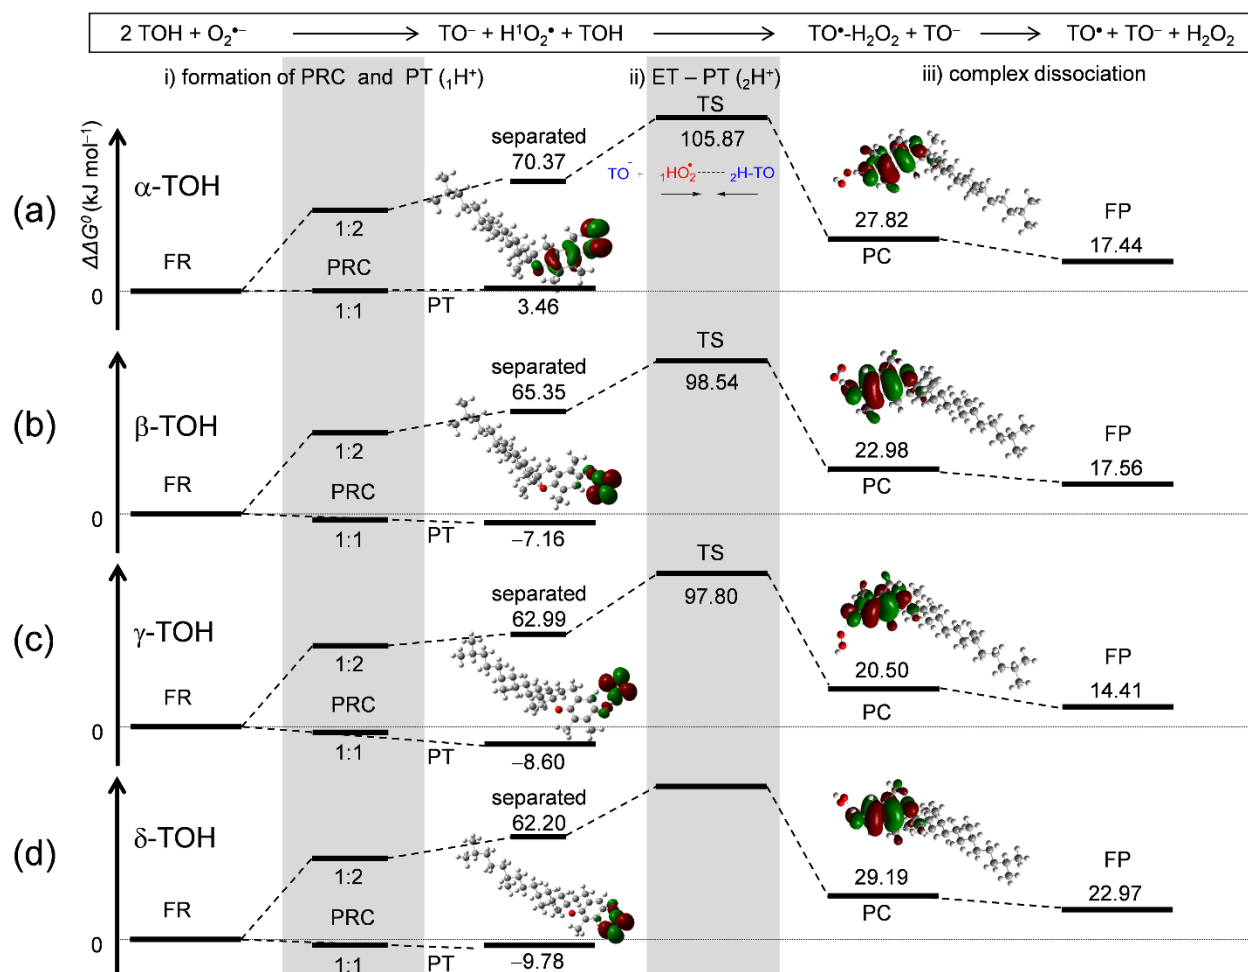 2 TOH + O₂•⁻ ⟶ TO⁻ + H¹O₂• + TOH ⟶ TO•-H₂O₂ + TO⁻ ⟶ TO• + TO⁻ + H₂O₂
i) formation of PRC and PT (₁H⁺) ii) ET – PT (₂H⁺) iii) complex dissociation
ΔΔG⁰ (kJ mol⁻¹)
(a)
α-TOH
FR
0
1:2
PRC
1:1
separated
70.37
PT
3.46
TS
105.87
TO⁻ + ₁HO₂• ------ ₂H-TO
27.82
PC
FP
17.44
(b)
β-TOH
FR
0
1:2
PRC
1:1
separated
65.35
PT
–7.16
TS
98.54
22.98
PC
FP
17.56
(c)
γ-TOH
FR
0
1:2
PRC
1:1
separated
62.99
PT
–8.60
TS
97.80
20.50
PC
FP
14.41
(d)
δ-TOH
FR
0
1:2
PRC
1:1
separated
62.20
PT
–9.78
29.19
PC
FP
22.97